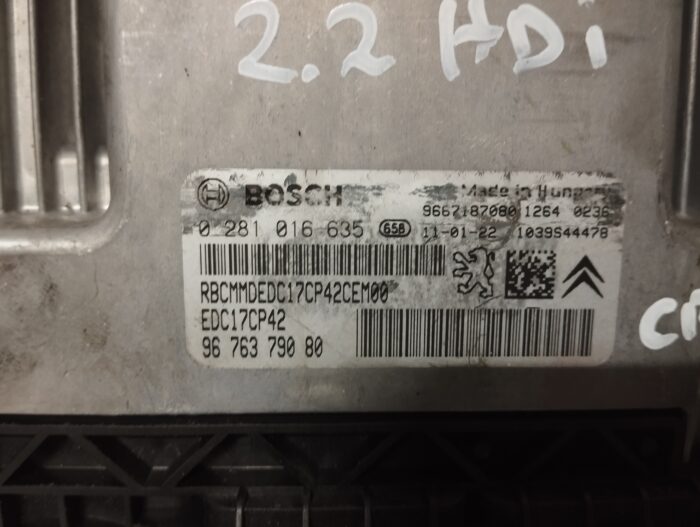 2.2 HDi
BOSCH
Made in Hungary
9667187080 1264 0236
0 281 016 635 658 11-01-22 1039S44478
RBCMMDEDC17CP42CEM00
EDC17CP42
96 763 790 80